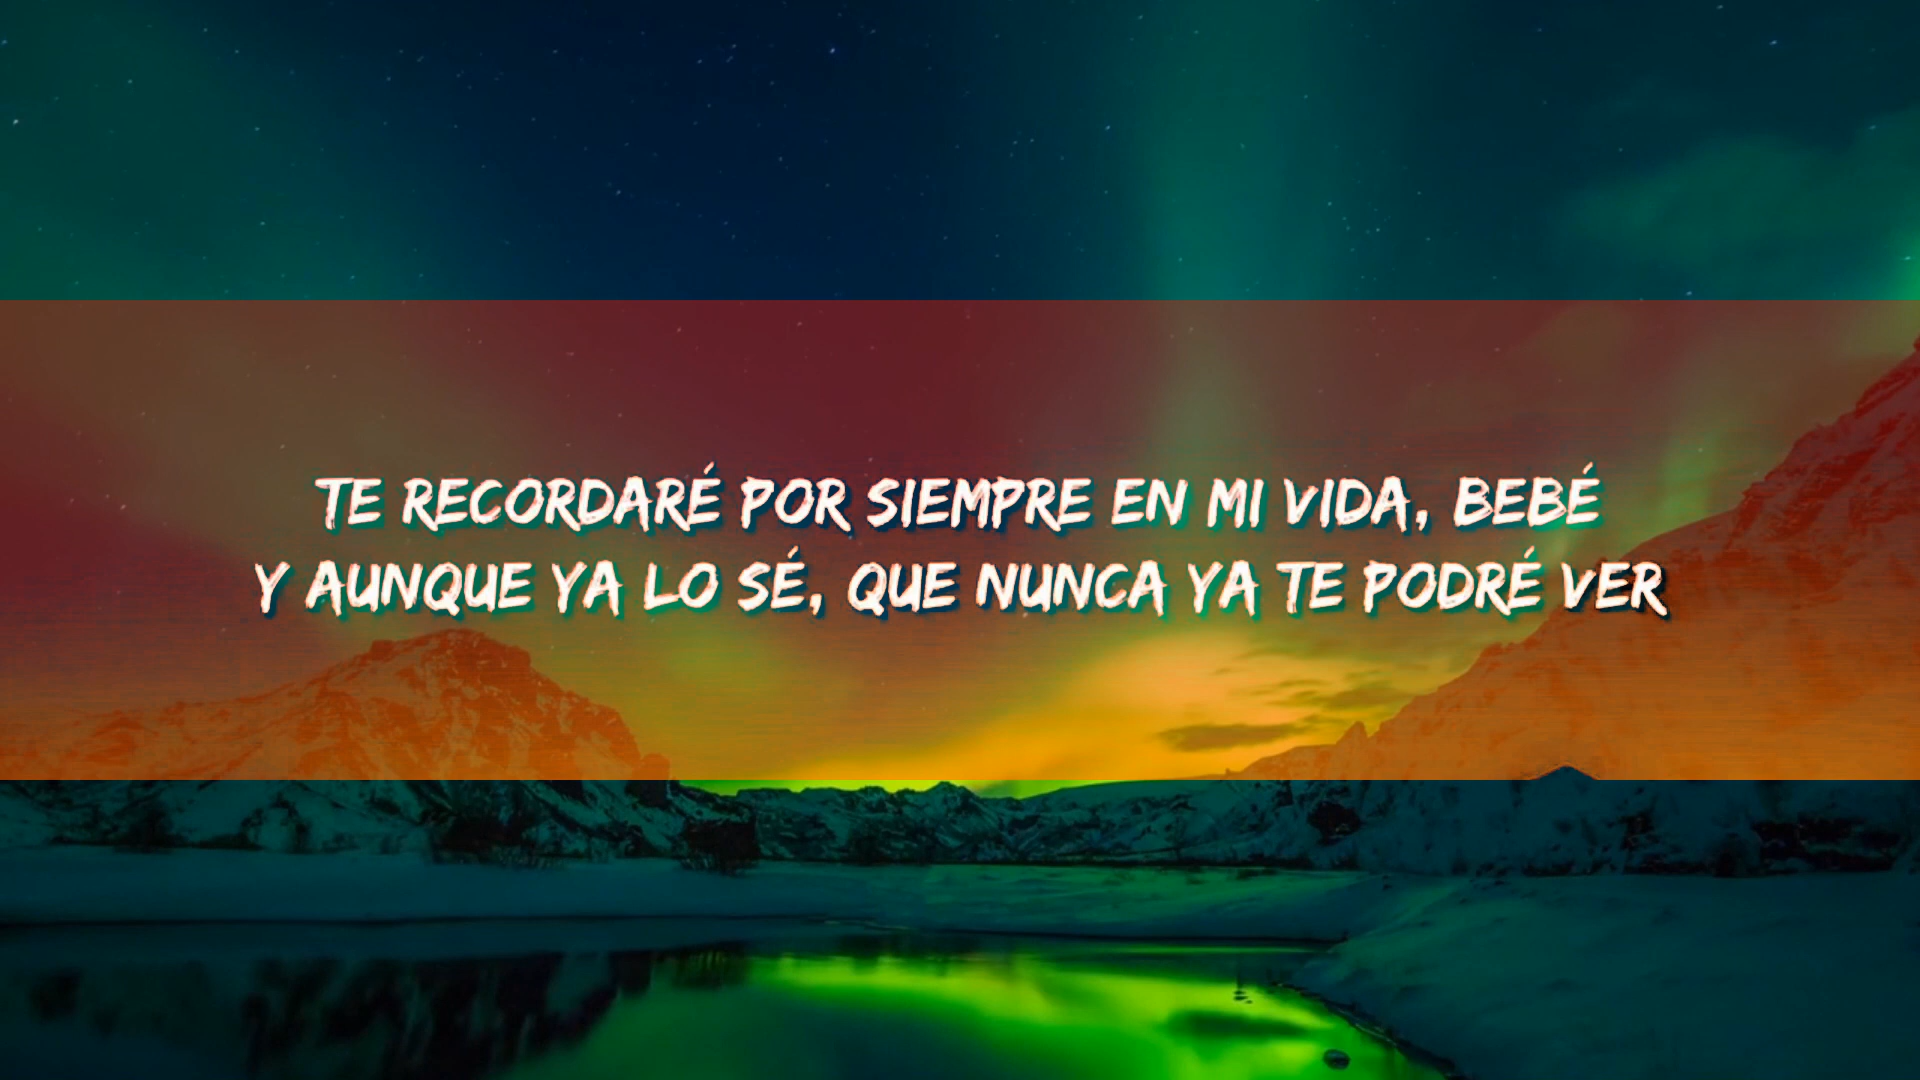 TE RECORDARÉ POR SIEMPRE EN MI VIDA, BEBÉ
Y AUNQUE YA LO SÉ, QUE NUNCA YA TE PODRÉ VER